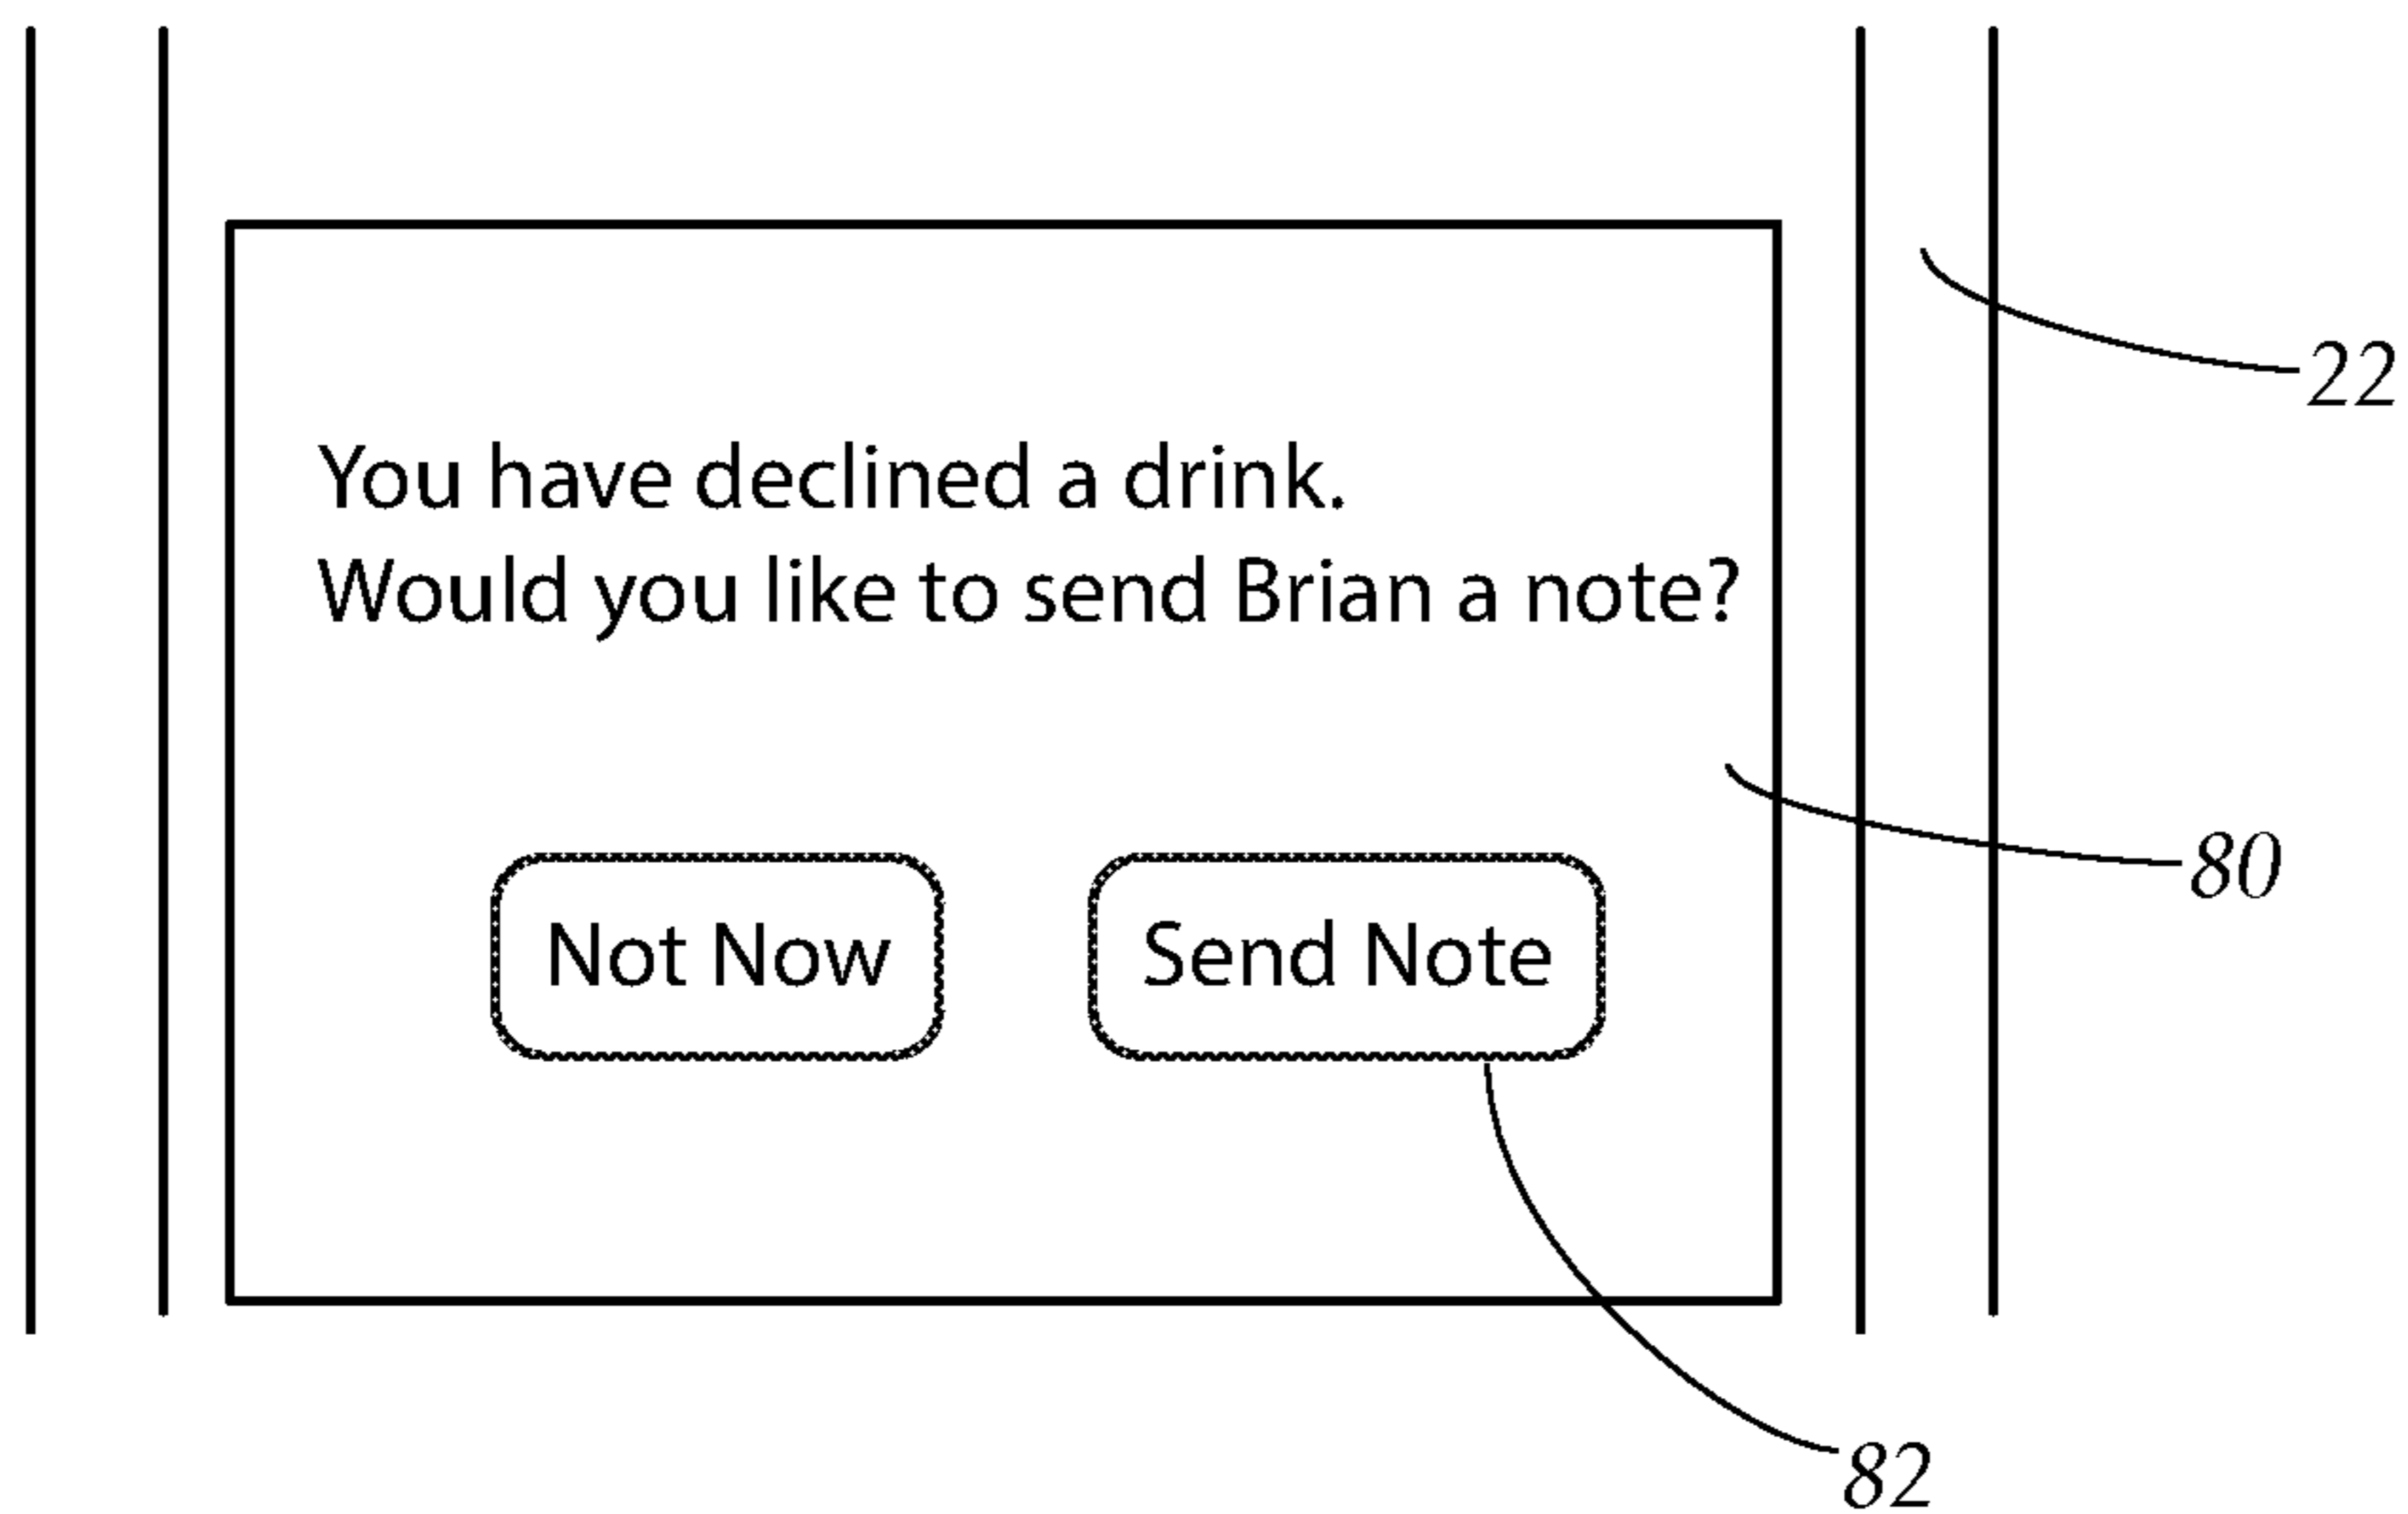 22
You have declined a drink.
Would you like to send Brian a note?
80
Not Now
Send Note
82